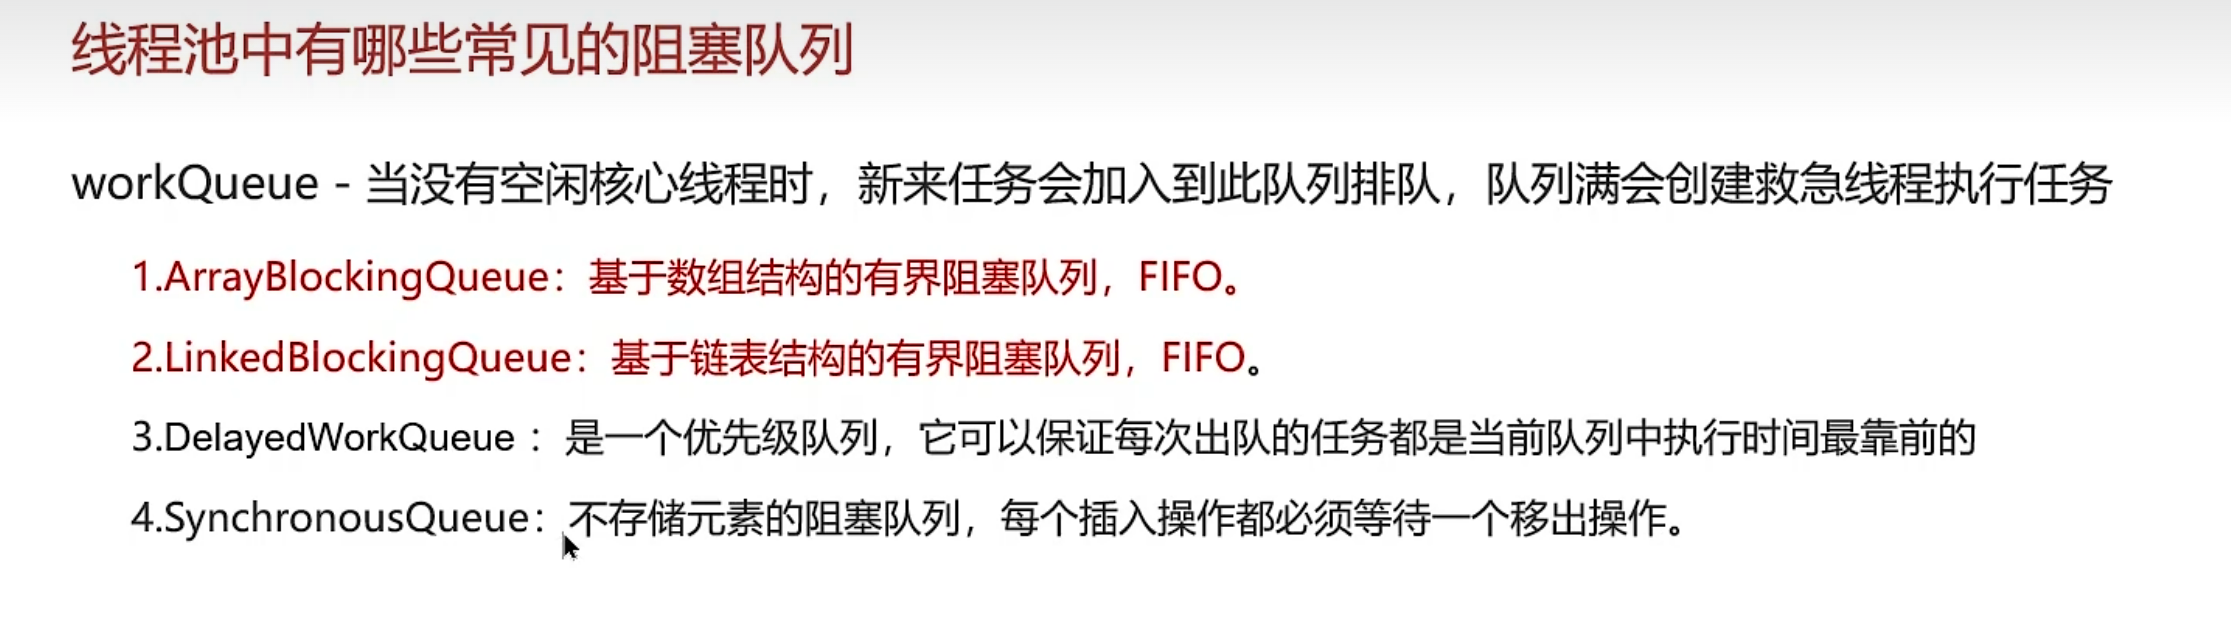 线程池中有哪些常见的阻塞队列
workQueue - 当没有空闲核心线程时，新来任务会加入到此队列排队，队列满会创建救急线程执行任务
1.ArrayBlockingQueue：基于数组结构的有界阻塞队列，FIFO。
2.LinkedBlockingQueue：基于链表结构的有界阻塞队列，FIFO。
3.DelayedWorkQueue ：是一个优先级队列，它可以保证每次出队的任务都是当前队列中执行时间最靠前的
4.SynchronousQueue：不存储元素的阻塞队列，每个插入操作都必须等待一个移出操作。